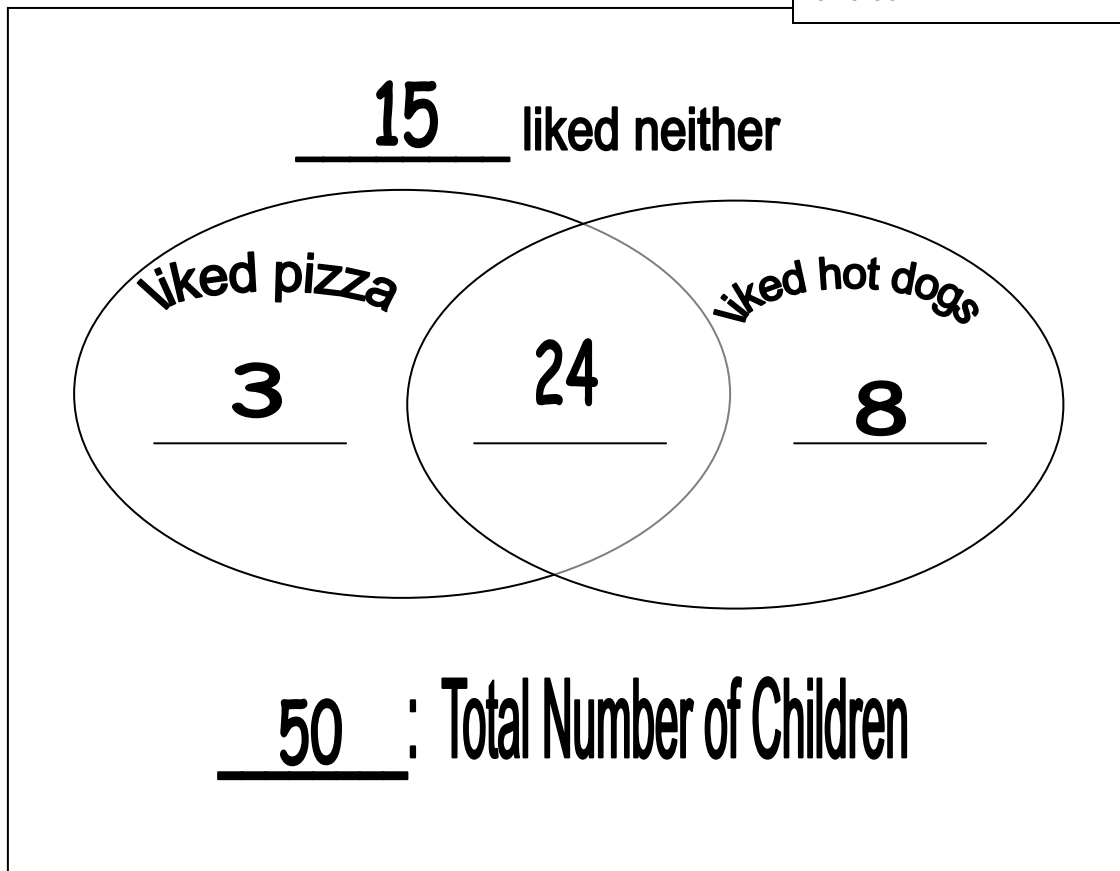 15 liked neither
liked pizza
liked hot dogs
3
24
8
50 : Total Number of Children